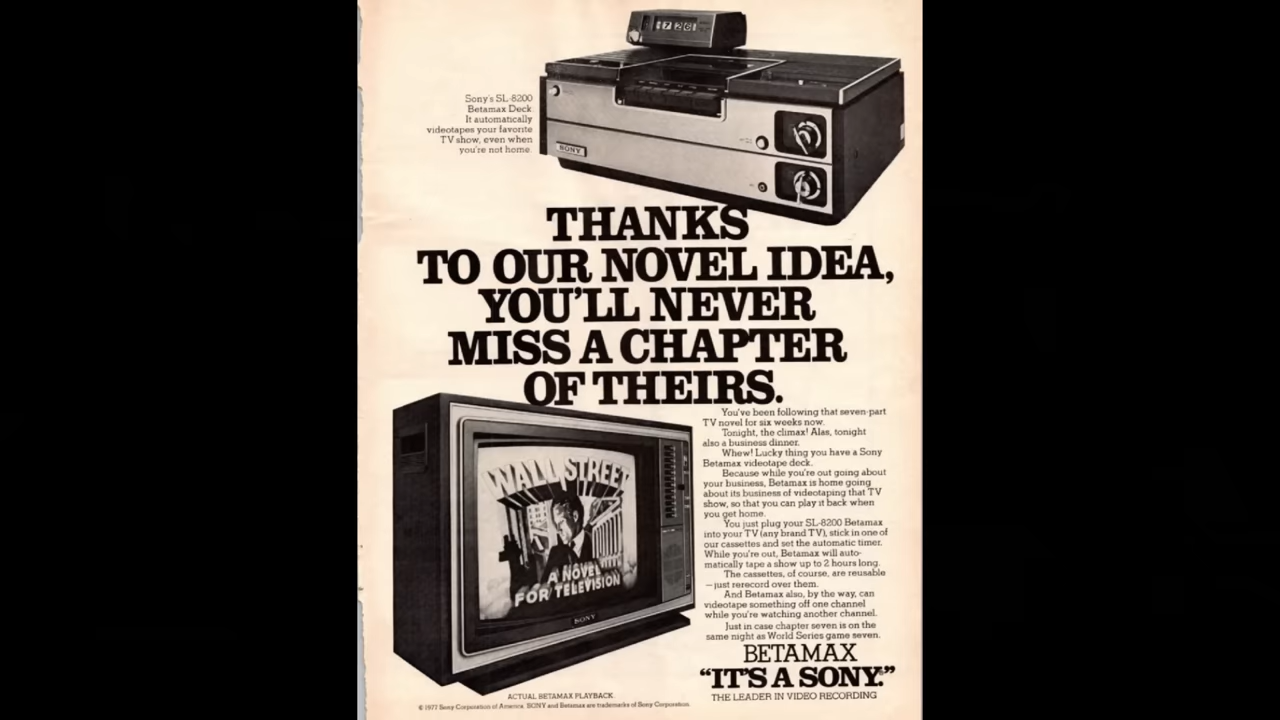 7 26
Sony's SL-8200
Betamax Deck.
It automatically
videotapes your favorite
TV show, even when
you're not home.
SONY
THANKS
TO OUR NOVEL IDEA,
YOU'LL NEVER
MISS A CHAPTER
OF THEIRS.
WALL STREET
A NOVEL
FOR TELEVISION
SONY
You've been following that seven-part
TV novel for six weeks now.
Tonight, the climax! Alas, tonight
also a business dinner.
Whew! Lucky thing you have a Sony
Betamax videotape deck.
Because while you're out going about
your business, Betamax is home going
about its business of videotaping that TV
show, so that you can play it back when
you get home.
You just plug your SL-8200 Betamax
into your TV (any brand TV), stick in one of
our cassettes and set the automatic timer.
While you're out, Betamax will auto-
matically tape a show up to 2 hours long.
The cassettes, of course, are reusable
—just rerecord over them.
And Betamax also, by the way, can
videotape something off one channel
while you're watching another channel.
Just in case chapter seven is on the
same night as World Series game seven.
BETAMAX
“IT'S A SONY.”
THE LEADER IN VIDEO RECORDING
ACTUAL BETAMAX PLAYBACK.
© 1977 Sony Corporation of America. SONY and Betamax are trademarks of Sony Corporation.